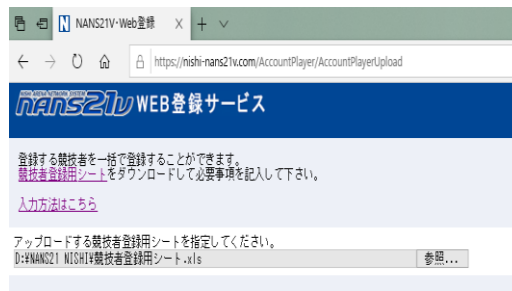 NANS21V-Web登録
https://nishi-nans21v.com/AccountPlayer/AccountPlayerUpload
NISHI ARENA NETWORK SYSTEM
nans21v WEB登録サービス
登録する競技者を一括で登録することができます。
競技者登録用シートをダウンロードして必要事項を記入して下さい。
入力方法はこちら
アップロードする競技者登録用シートを指定してください。
D:¥NANS21 NISHI¥競技者登録用シート.xls
参照...